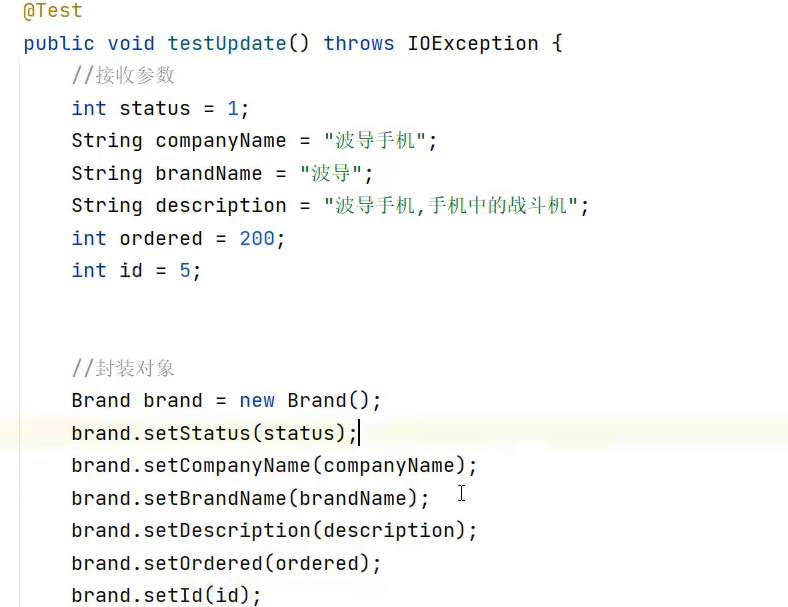 @Test
public void testUpdate() throws IOException {
//接收参数
int status = 1;
String companyName = "波导手机";
String brandName = "波导";
String description = "波导手机,手机中的战斗机";
int ordered = 200;
int id = 5;
//封装对象
Brand brand = new Brand();
brand.setStatus(status);
brand.setCompanyName(companyName);
brand.setBrandName(brandName);
brand.setDescription(description);
brand.setOrdered(ordered);
brand.setId(id);